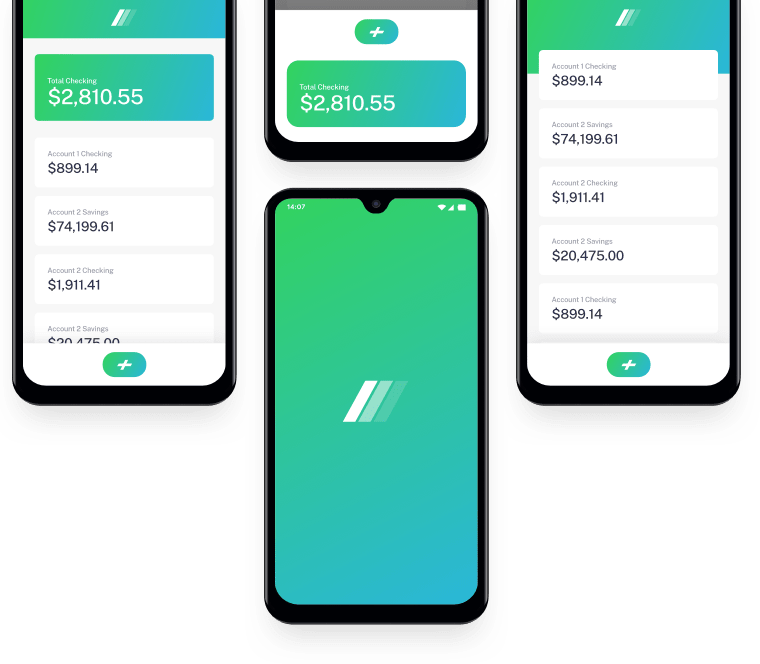 Total Checking
$2,810.55
Account 1 Checking
$899.14
Account 2 Savings
$74,199.61
Account 2 Checking
$1,911.41
Account 2 Savings
$20,475.00
Total Checking
$2,810.55
14:07
Account 1 Checking
$899.14
Account 2 Savings
$74,199.61
Account 2 Checking
$1,911.41
Account 2 Savings
$20,475.00
Account 1 Checking
$899.14